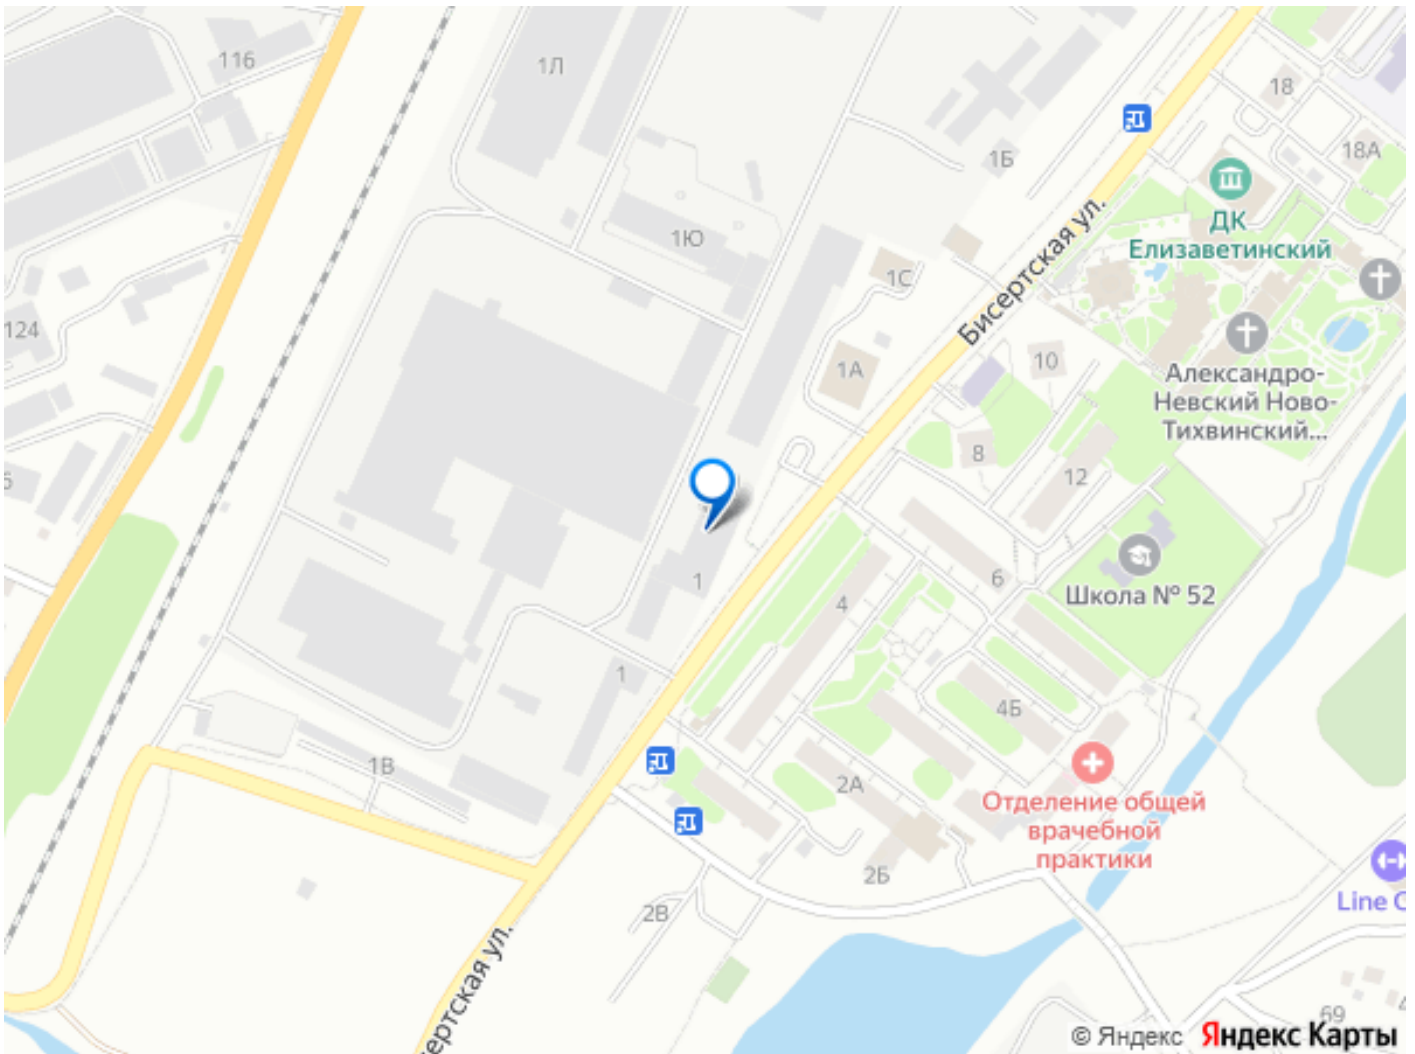 116
1Л
18
1Б
18А
ДК
Елизаветинский
1Ю
Бисертская ул.
1С
124
10
1А
Александро-
Невский Ново-
Тихвинский...
8
12
1
6
Школа № 52
4
1
4Б
1В
2А
Отделение общей
врачебной
практики
2Б
Line C
2В
ертская ул.
69
4
© Яндекс Яндекс Карты